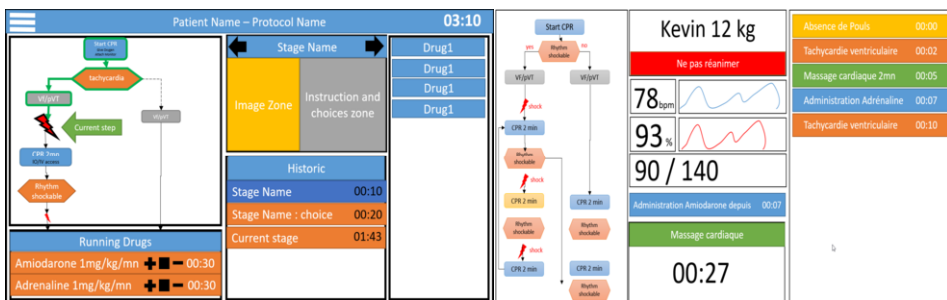 Patient Name – Protocol Name
03:10
Start CPR
tachycardia
Vf/pVT
Vf/pVT
Current step
CPR 2mn
IO/IV access
Rhythm
shockable
Running Drugs
Amiodarone 1mg/kg/mn 00:30
Adrenaline 1mg/kg/mn 00:30
Stage Name
Image Zone
Instruction and
choices zone
Historic
Stage Name 00:10
Stage Name : choice 00:20
Current stage 01:43
Drug1
Drug1
Drug1
Drug1
Start CPR
yes
no
Rhythm
shockable
Vf/pVT
Vf/pVT
shock
CPR 2 min
Rhythm
shockable
shock
CPR 2 min
CPR 2 min
Rhythm
shockable
Rhythm
shockable
shock
CPR 2 min
CPR 2 min
Rhythm
shockable
Kevin 12 kg
Ne pas réanimer
78bpm
93%
90 / 140
Administration Amiodarone depuis 00:07
Massage cardiaque
00:27
Absence de Pouls 00:00
Tachycardie ventriculaire 00:02
Massage cardiaque 2mn 00:05
Administration Adrénaline 00:07
Tachycardie ventriculaire 00:10